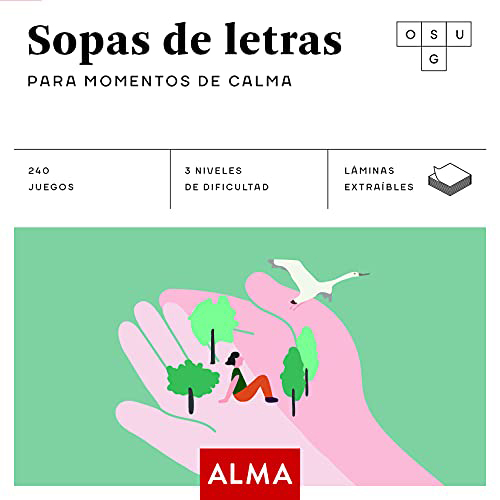 Sopas de letras
PARA MOMENTOS DE CALMA
O S U
G
240
JUEGOS
3 NIVELES
DE DIFICULTAD
LÁMINAS
EXTRAÍBLES
ALMA